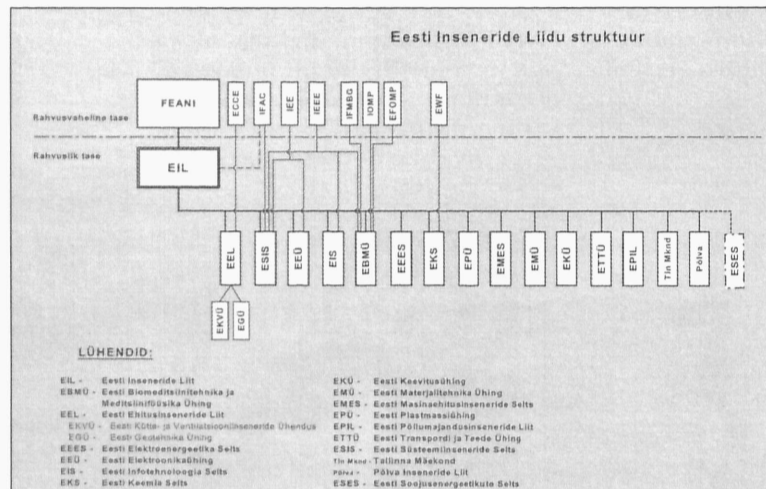 Eesti Inseneride Liidu struktuur
FEANI
ECCE
IFAC
IEE
IEEE
IFMBG
IOMP
EFOMP
EWF
Rahvusvaheline tase
Rahvuslik tase
EIL
EEL
ESIS
EEÜ
EIS
EBMÜ
EEES
EKS
EPÜ
EMES
EMÜ
EKÜ
ETTÜ
EPIL
Tln Mknd
Põlva
ESES
EKVÜ
EGÜ
LÜHENDID:
EIL - Eesti Inseneride Liit
EBMÜ - Eesti Biomeditsiinitehnika ja
Meditsiinifüüsika Ühing
EEL - Eesti Ehitusinseneride Liit
EKVÜ - Eesti Kütte- ja Ventilatsiooniinseneride Ühendus
EGÜ - Eesti Geotehnika Ühing
EEES - Eesti Elektroenergeetika Selts
EEÜ - Eesti Elektroonikaühing
EIS - Eesti Infotehnoloogia Selts
EKS - Eesti Keemia Selts
EKÜ - Eesti Keevitusühing
EMÜ - Eesti Materjalitehnika Ühing
EMES - Eesti Masinaehitusinseneride Selts
EPÜ - Eesti Plastmassiühing
EPIL - Eesti Põllumajandusinseneride Liit
ETTÜ - Eesti Transpordi ja Teede Ühing
ESIS - Eesti Süsteemiinseneride Selts
Tln Mknd - Tallinna Mäekond
Põlva - Põlva Inseneride Liit
ESES - Eesti Soojusenergeetikute Selts